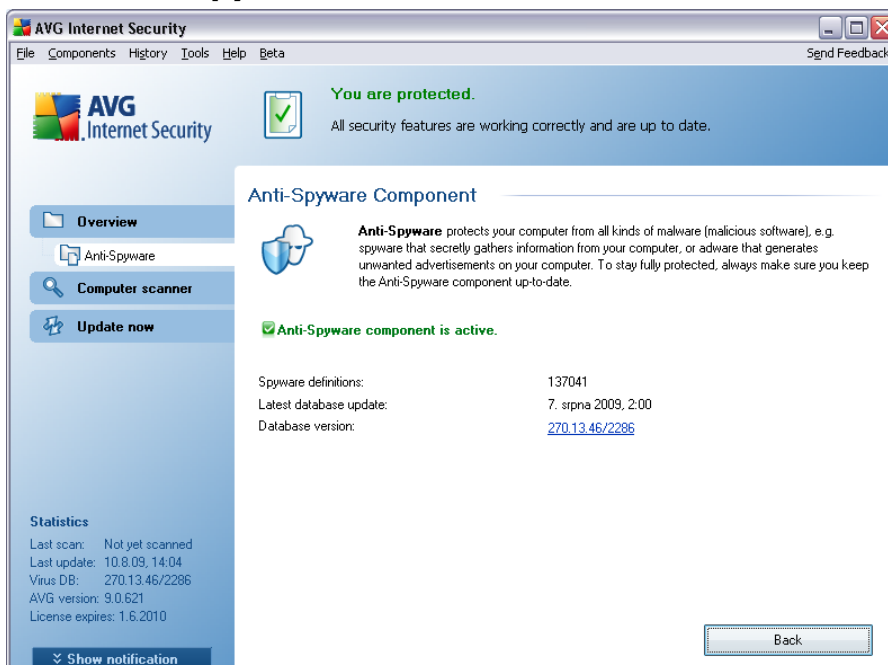 AVG Internet Security
File Components History Tools Help Beta Send Feedback
AVG
Internet Security
You are protected.
All security features are working correctly and are up to date.
Overview
Anti-Spyware
Computer scanner
Update now
Anti-Spyware Component
Anti-Spyware protects your computer from all kinds of malware (malicious software), e.g.
spyware that secretly gathers information from your computer, or adware that generates
unwanted advertisements on your computer. To stay fully protected, always make sure you keep
the Anti-Spyware component up-to-date.
Anti-Spyware component is active.
Spyware definitions: 137041
Latest database update: 7. srpna 2009, 2:00
Database version: 270.13.46/2286
Statistics
Last scan: Not yet scanned
Last update: 10.8.09, 14:04
Virus DB: 270.13.46/2286
AVG version: 9.0.621
License expires: 1.6.2010
Show notification
Back